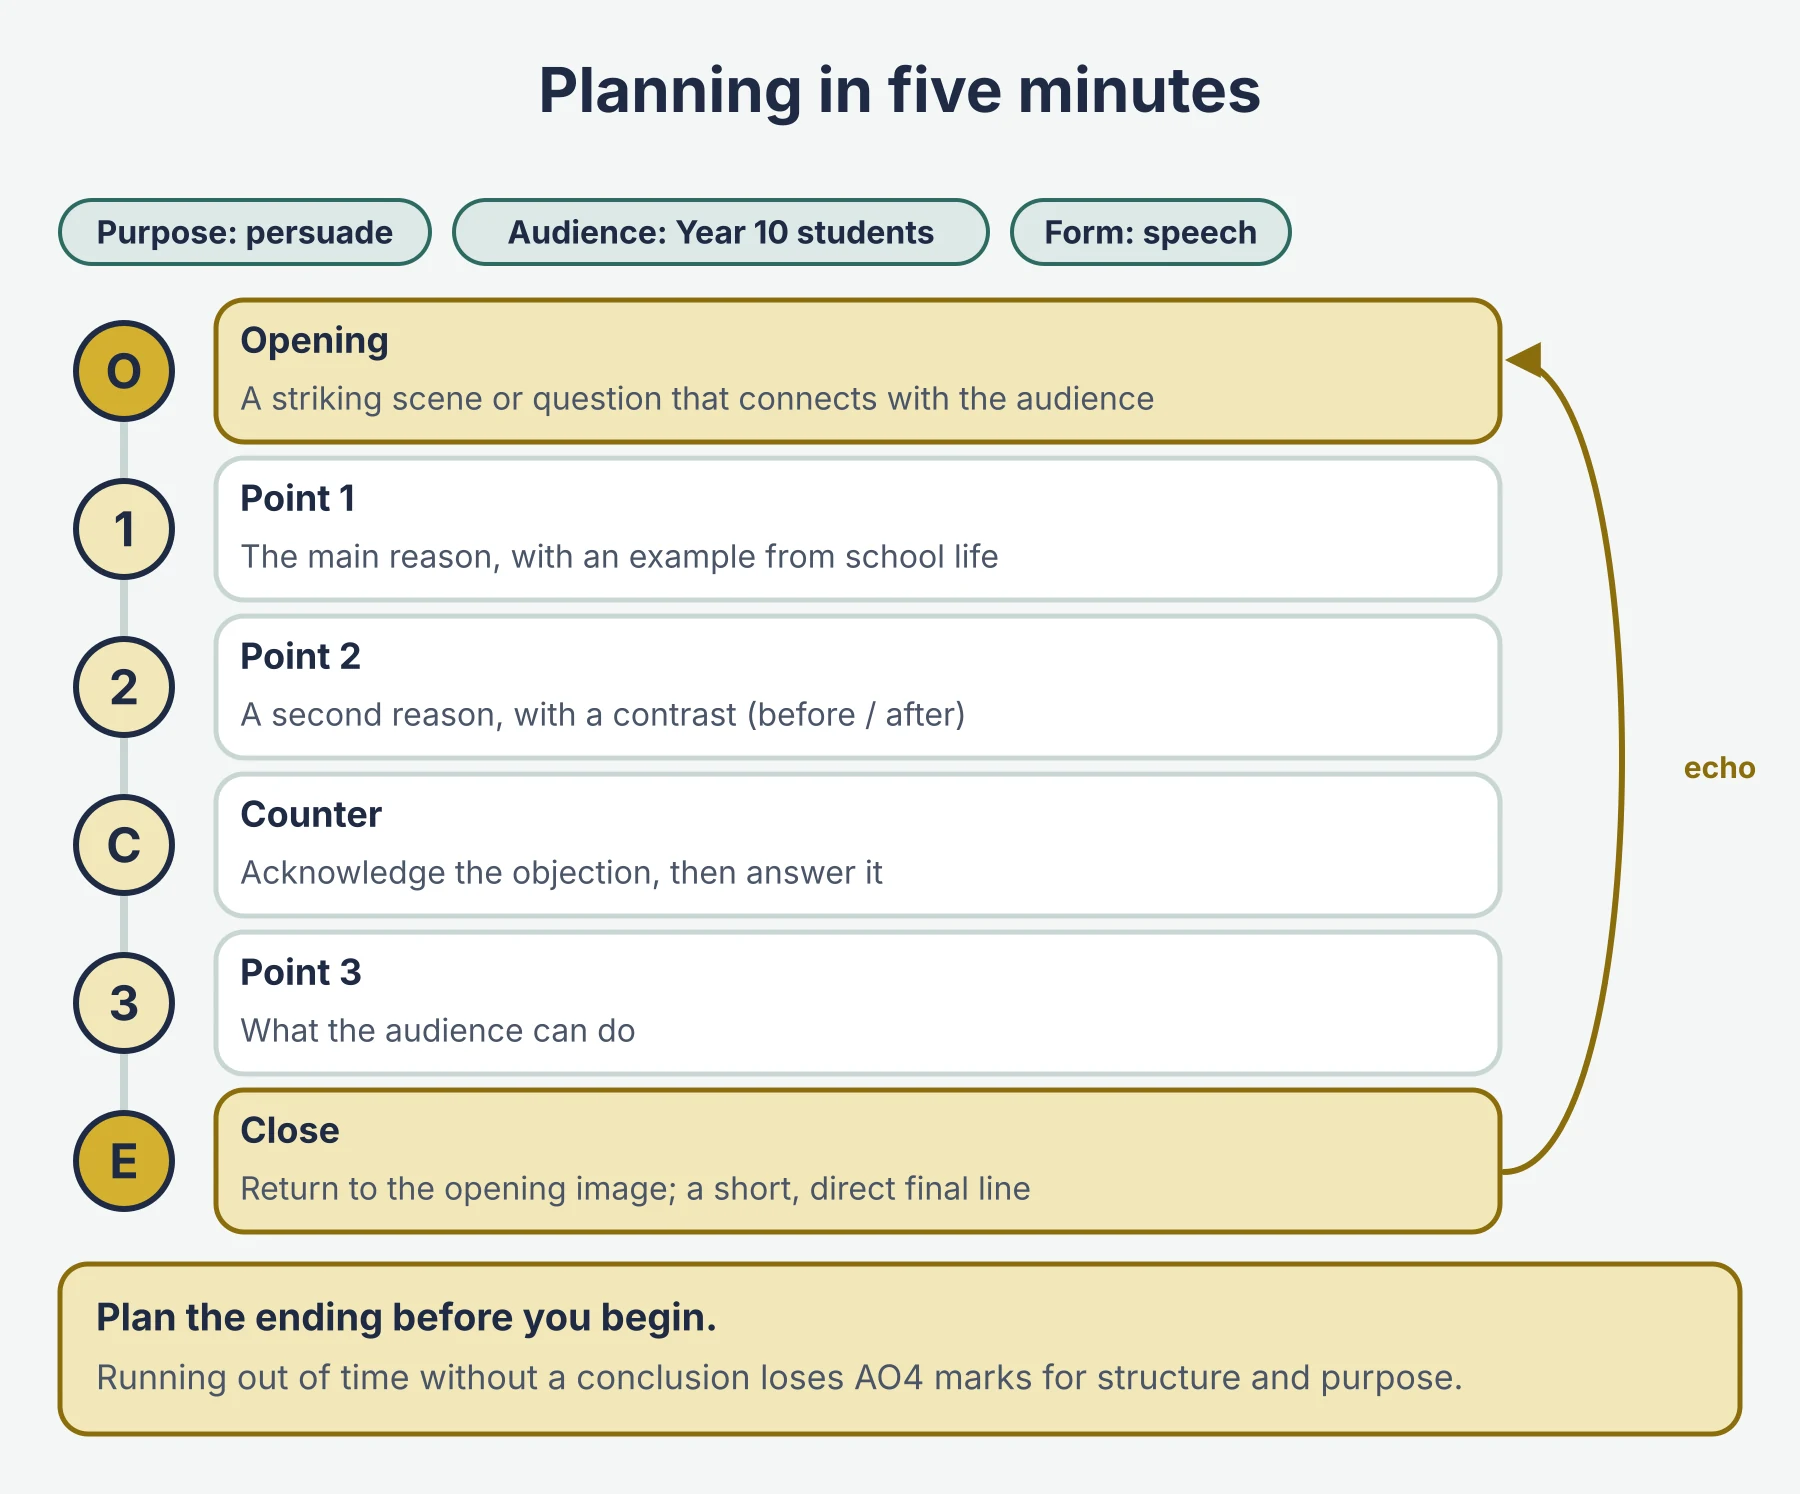 Planning in five minutes
Purpose: persuade
Audience: Year 10 students
Form: speech
O
Opening
A striking scene or question that connects with the audience
1
Point 1
The main reason, with an example from school life
2
Point 2
A second reason, with a contrast (before / after)
echo
C
Counter
Acknowledge the objection, then answer it
3
Point 3
What the audience can do
E
Close
Return to the opening image; a short, direct final line
Plan the ending before you begin.
Running out of time without a conclusion loses AO4 marks for structure and purpose.